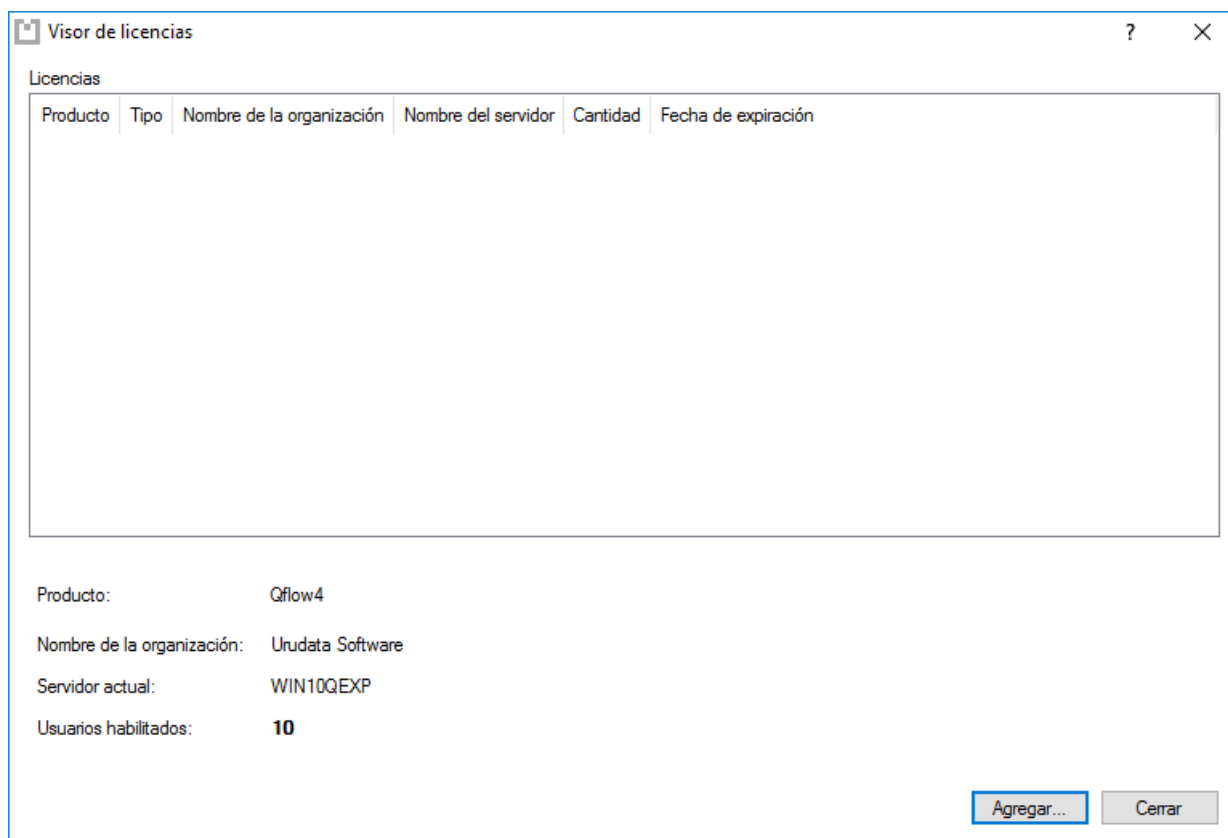 Visor de licencias ?
Licencias
Producto Tipo Nombre de la organización Nombre del servidor Cantidad Fecha de expiración
Producto: Qflow4
Nombre de la organización: Urudata Software
Servidor actual: WIN10QEXP
Usuarios habilitados: 10
Agregar... Cerrar